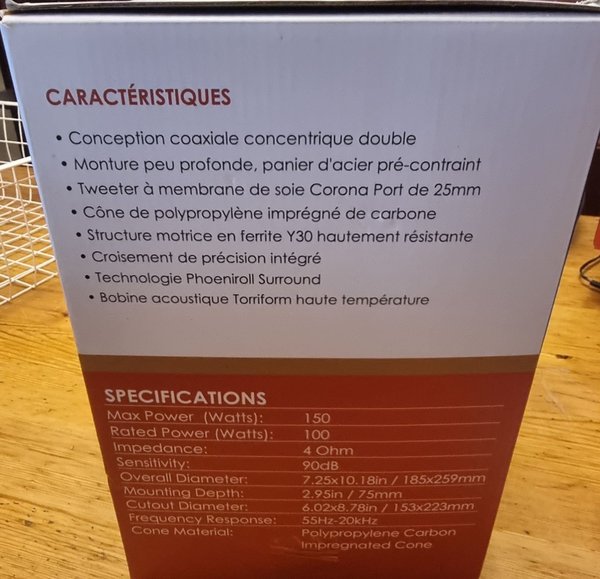 CARACTÉRISTIQUES
• Conception coaxiale concentrique double
• Monture peu profonde, panier d'acier pré-contraint
• Tweeter à membrane de soie Corona Port de 25mm
• Cône de polypropylène imprégné de carbone
• Structure motrice en ferrite Y30 hautement résistante
• Croisement de précision intégré
• Technologie Phoeniroll Surround
• Bobine acoustique Torriform haute température
SPECIFICATIONS
Max Power (Watts): 150
Rated Power (Watts): 100
Impedance: 4 Ohm
Sensitivity: 90dB
Overall Diameter: 7.25x10.18in / 185x259mm
Mounting Depth: 2.95in / 75mm
Cutout Diameter: 6.02x8.78in / 153x223mm
Frequency Response: 55Hz-20kHz
Cone Material: Polypropylene Carbon
Impregnated Cone